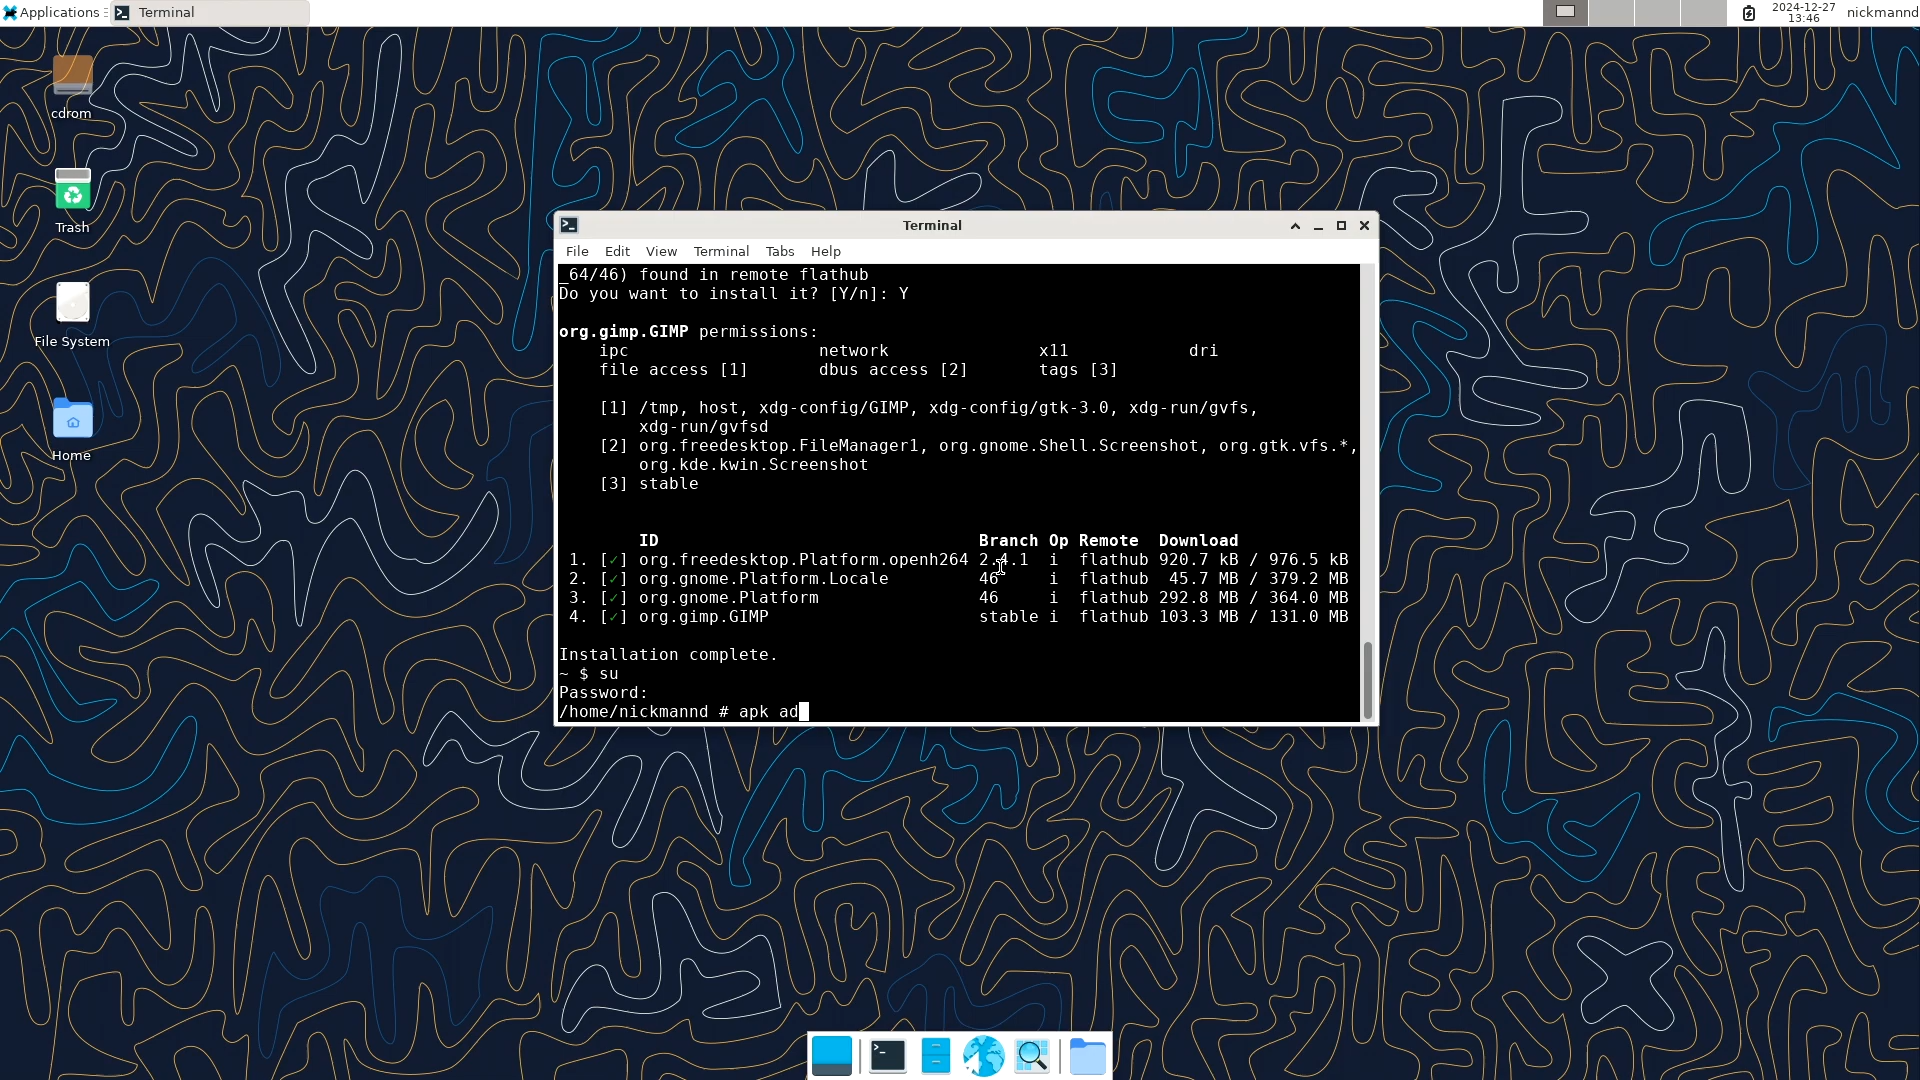 Applications
Terminal
2024-12-27
13:46
nickmannd
cdrom
Trash
File System
Home
Terminal
File Edit View Terminal Tabs Help
_64/46) found in remote flathub
Do you want to install it? [Y/n]: Y
org.gimp.GIMP permissions:
ipc network x11 dri
file access [1] dbus access [2] tags [3]
[1] /tmp, host, xdg-config/GIMP, xdg-config/gtk-3.0, xdg-run/gvfs,
xdg-run/gvfsd
[2] org.freedesktop.FileManager1, org.gnome.Shell.Screenshot, org.gtk.vfs.*,
org.kde.kwin.Screenshot
[3] stable
ID Branch Op Remote Download
1. [✓] org.freedesktop.Platform.openh264 2.4.1 i flathub 920.7 kB / 976.5 kB
2. [✓] org.gnome.Platform.Locale 46 i flathub 45.7 MB / 379.2 MB
3. [✓] org.gnome.Platform 46 i flathub 292.8 MB / 364.0 MB
4. [✓] org.gimp.GIMP stable i flathub 103.3 MB / 131.0 MB
Installation complete.
~ $ su
Password:
/home/nickmannd # apk ad